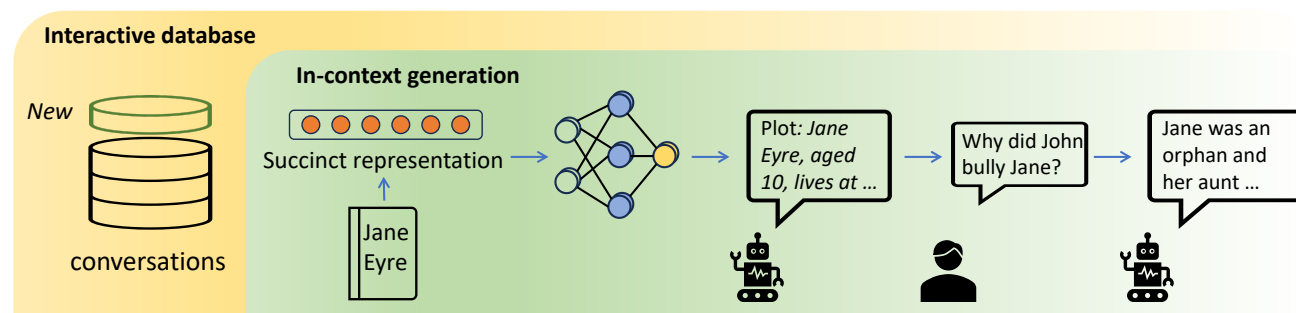 Interactive database
In-context generation
New
conversations
Succinct representation
Jane
Eyre
Plot: Jane
Eyre, aged
10, lives at ...
Why did John
bully Jane?
Jane was an
orphan and
her aunt ...